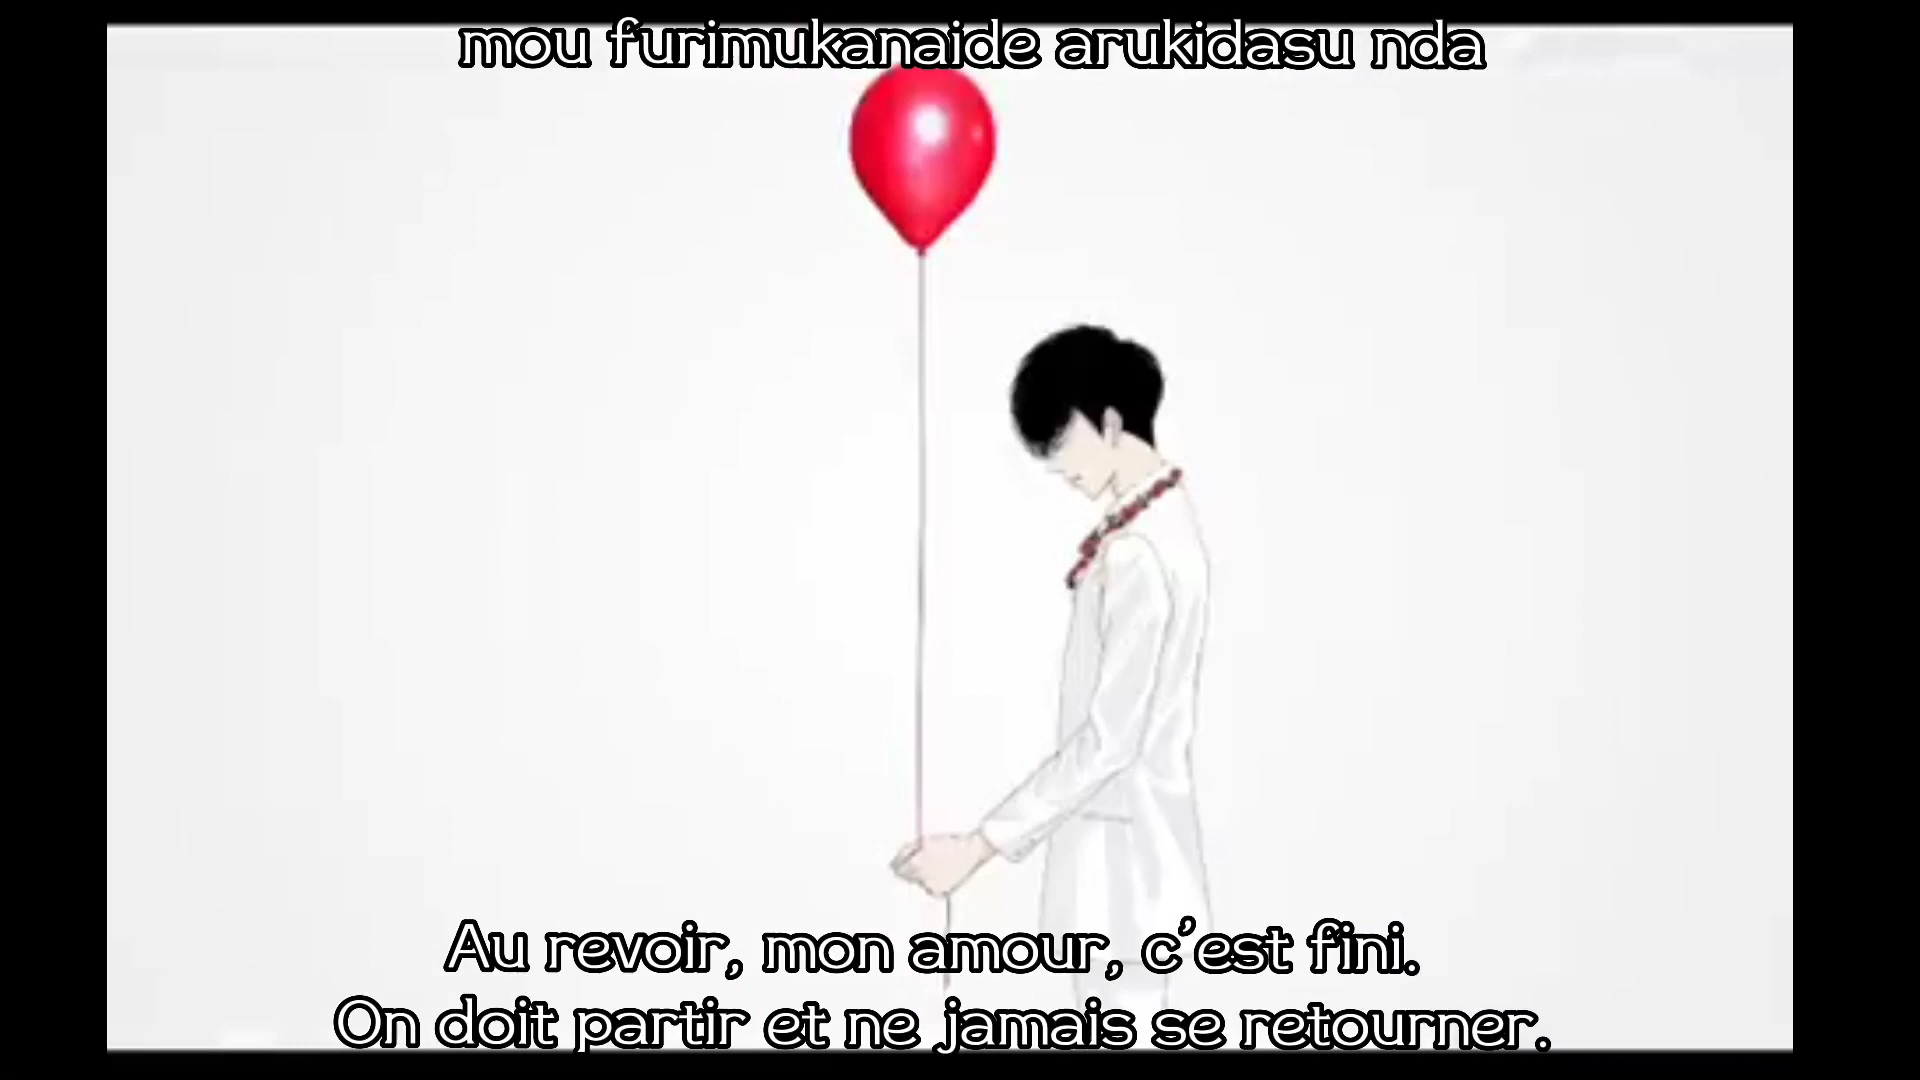 mou furimukanaide arukidasu nda
Au revoir, mon amour, c'est fini.
On doit partir et ne jamais se retourner.